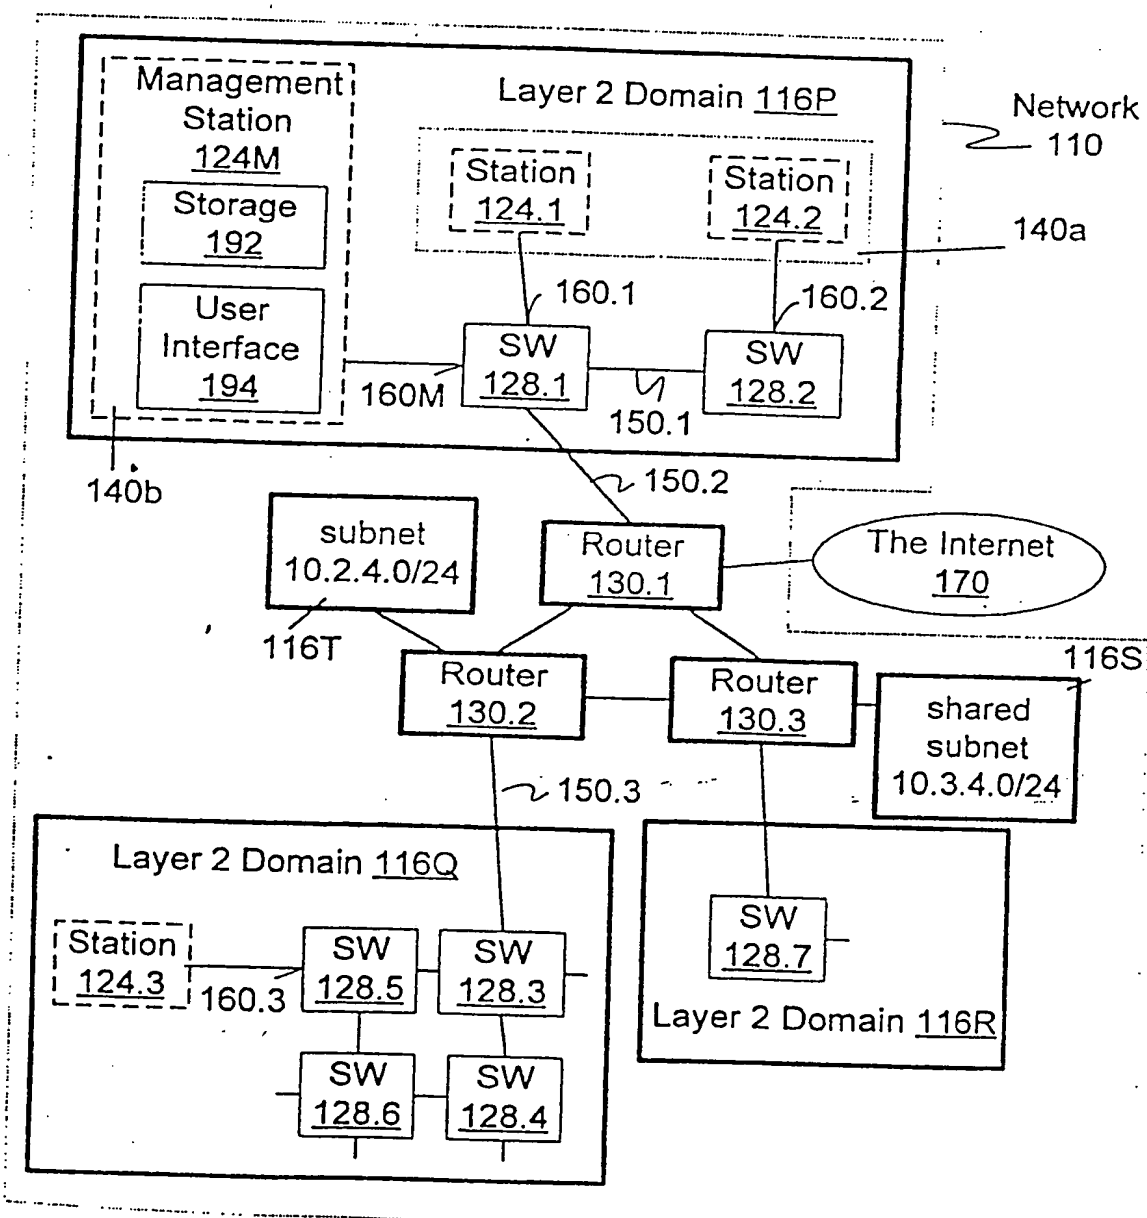 Management
Station
124M
Storage
192
User
Interface
194
Layer 2 Domain 116P
Station
124.1
Station
124.2
Network
110
140a
160.1
160.2
SW
128.1
SW
128.2
160M
150.1
140b
150.2
subnet
10.2.4.0/24
116T
Router
130.1
The Internet
170
Router
130.2
Router
130.3
116S
shared
subnet
10.3.4.0/24
150.3
Layer 2 Domain 116Q
Station
124.3
160.3
SW
128.5
SW
128.3
SW
128.6
SW
128.4
SW
128.7
Layer 2 Domain 116R